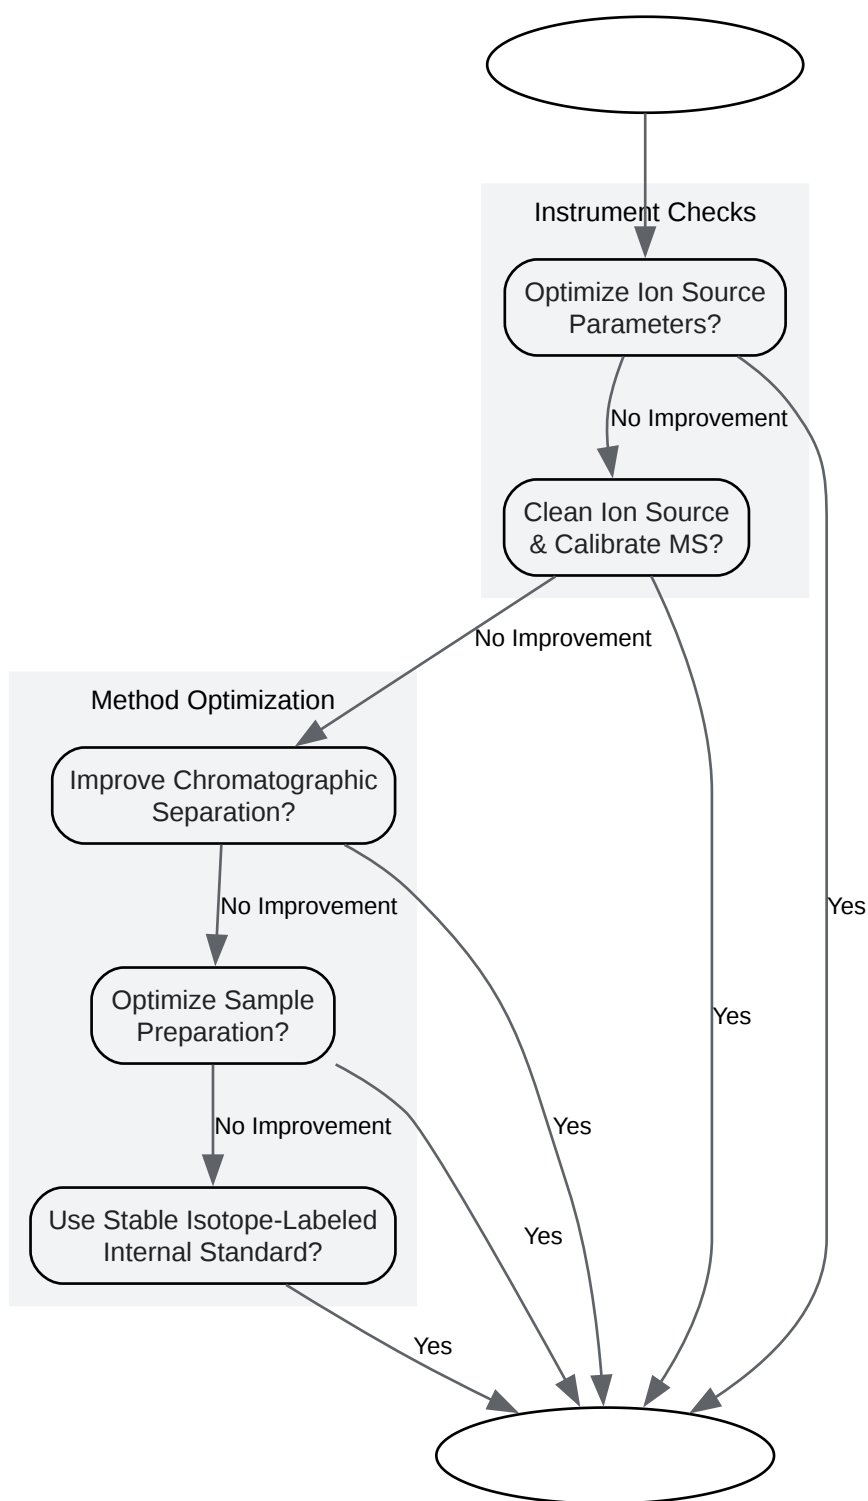 Instrument Checks
Optimize Ion Source
Parameters?
No Improvement
Clean Ion Source
& Calibrate MS?
No Improvement
Method Optimization
Improve Chromatographic
Separation?
No Improvement
Yes
Optimize Sample
Preparation?
Yes
No Improvement
Yes
Use Stable Isotope-Labeled
Internal Standard?
Yes
Yes